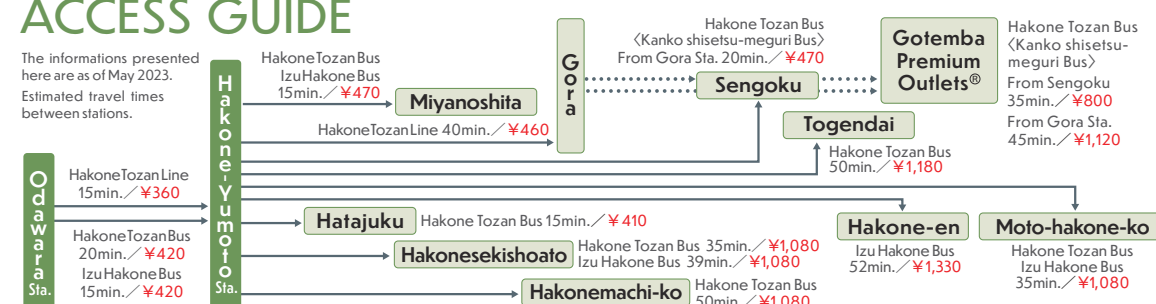 ACCESS GUIDE
The informations presented
here are as of May 2023.
Estimated travel times
between stations.
Odawara
Sta.
Hakone Tozan Line
15min.／¥360
Hakone Tozan Bus
20min.／¥420
Izu Hakone Bus
15min.／¥420
Hakone-Yumoto
Sta.
Hakone Tozan Bus
Izu Hakone Bus
15min.／¥470
Miyanoshita
Hakone Tozan Line 40min.／¥460
Gora
Hakone Tozan Bus
〈Kanko shisetsu-meguri Bus〉
From Gora Sta. 20min.／¥470
Sengoku
Gotemba
Premium
Outlets®
Hakone Tozan Bus
〈Kanko shisetsu-
meguri Bus〉
From Sengoku
35min.／¥800
From Gora Sta.
45min.／¥1,120
Togendai
Hakone Tozan Bus
50min.／¥1,180
Hatajuku
Hakone Tozan Bus 15min.／¥410
Hakonesekishoato
Hakone Tozan Bus 35min.／¥1,080
Izu Hakone Bus 39min.／¥1,080
Hakonemachi-ko
Hakone Tozan Bus
50min.／¥1,080
Hakone-en
Izu Hakone Bus
52min.／¥1,330
Moto-hakone-ko
Hakone Tozan Bus
Izu Hakone Bus
35min.／¥1,080